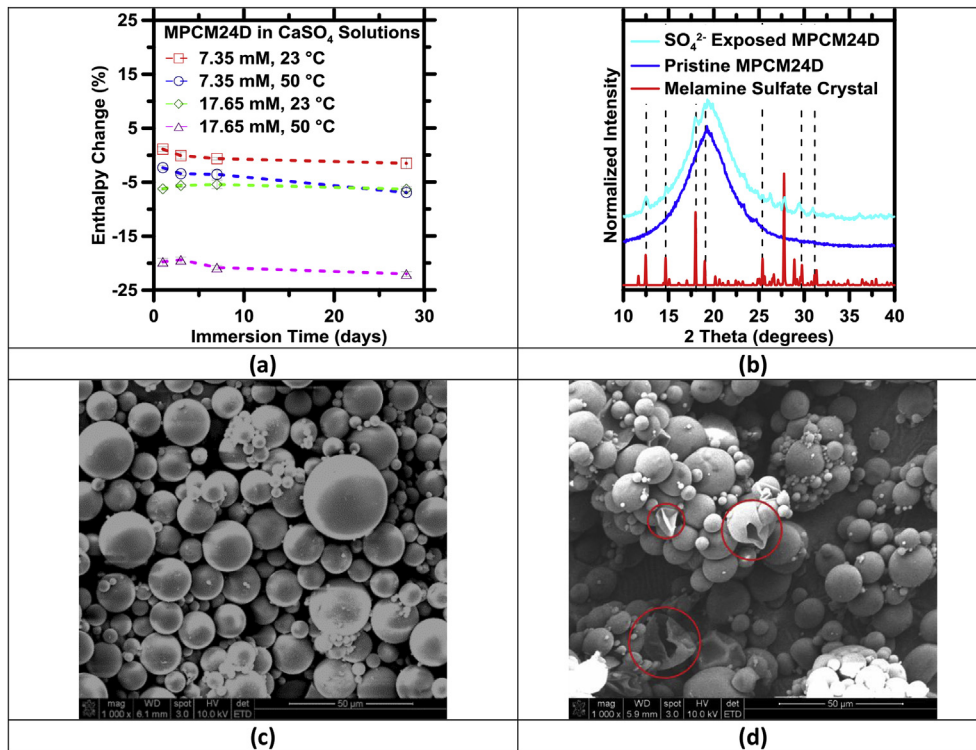 MPCM24D in CaSO₄ Solutions
7.35 mM, 23 °C
7.35 mM, 50 °C
17.65 mM, 23 °C
17.65 mM, 50 °C
Enthalpy Change (%)
25
15
5
-5
-15
-25
0 10 20 30
Immersion Time (days)
(a)
SO₄²⁻ Exposed MPCM24D
Pristine MPCM24D
Melamine Sulfate Crystal
Normalized Intensity
10 15 20 25 30 35 40
2 Theta (degrees)
(b)
mag WD spot HV det
1 000 x 6.1 mm 3.0 10.0 kV ETD
50 µm
(c)
mag WD spot HV det
1 000 x 5.9 mm 3.0 10.0 kV ETD
50 µm
(d)